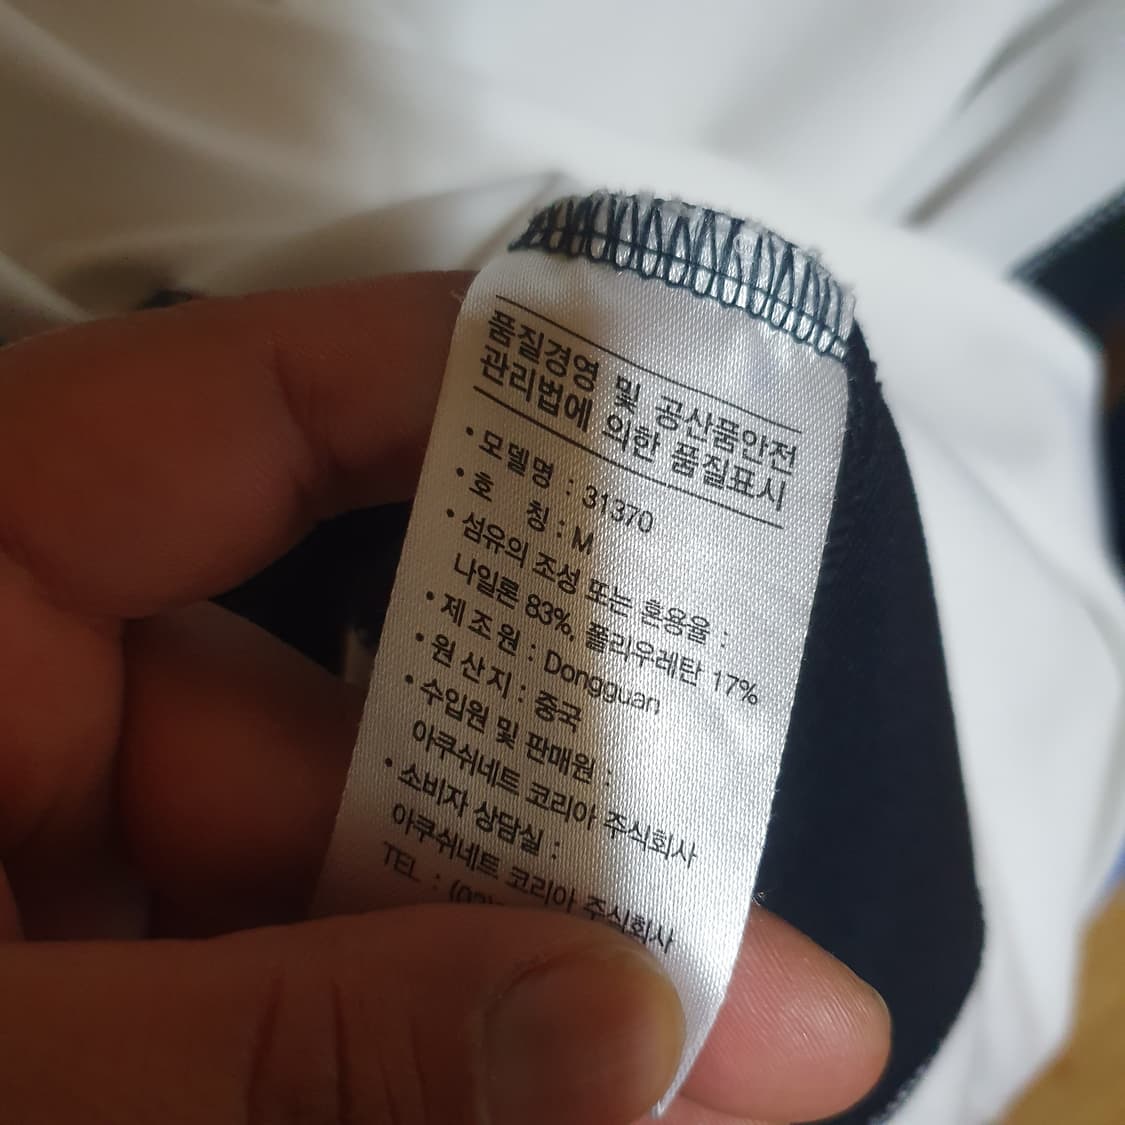 품질경영 및 공산품안전
관리법에 의한 품질표시
• 모델명 : 31370
• 호 칭 : M
• 섬유의 조성 또는 혼용율 :
나일론 83%, 폴리우레탄 17%
• 제조원 : Dongguan
• 원산지 : 중국
• 수입원 및 판매원 :
아쿠쉬네트 코리아 주식회사
• 소비자 상담실 :
아쿠쉬네트 코리아 주식회사
TEL :